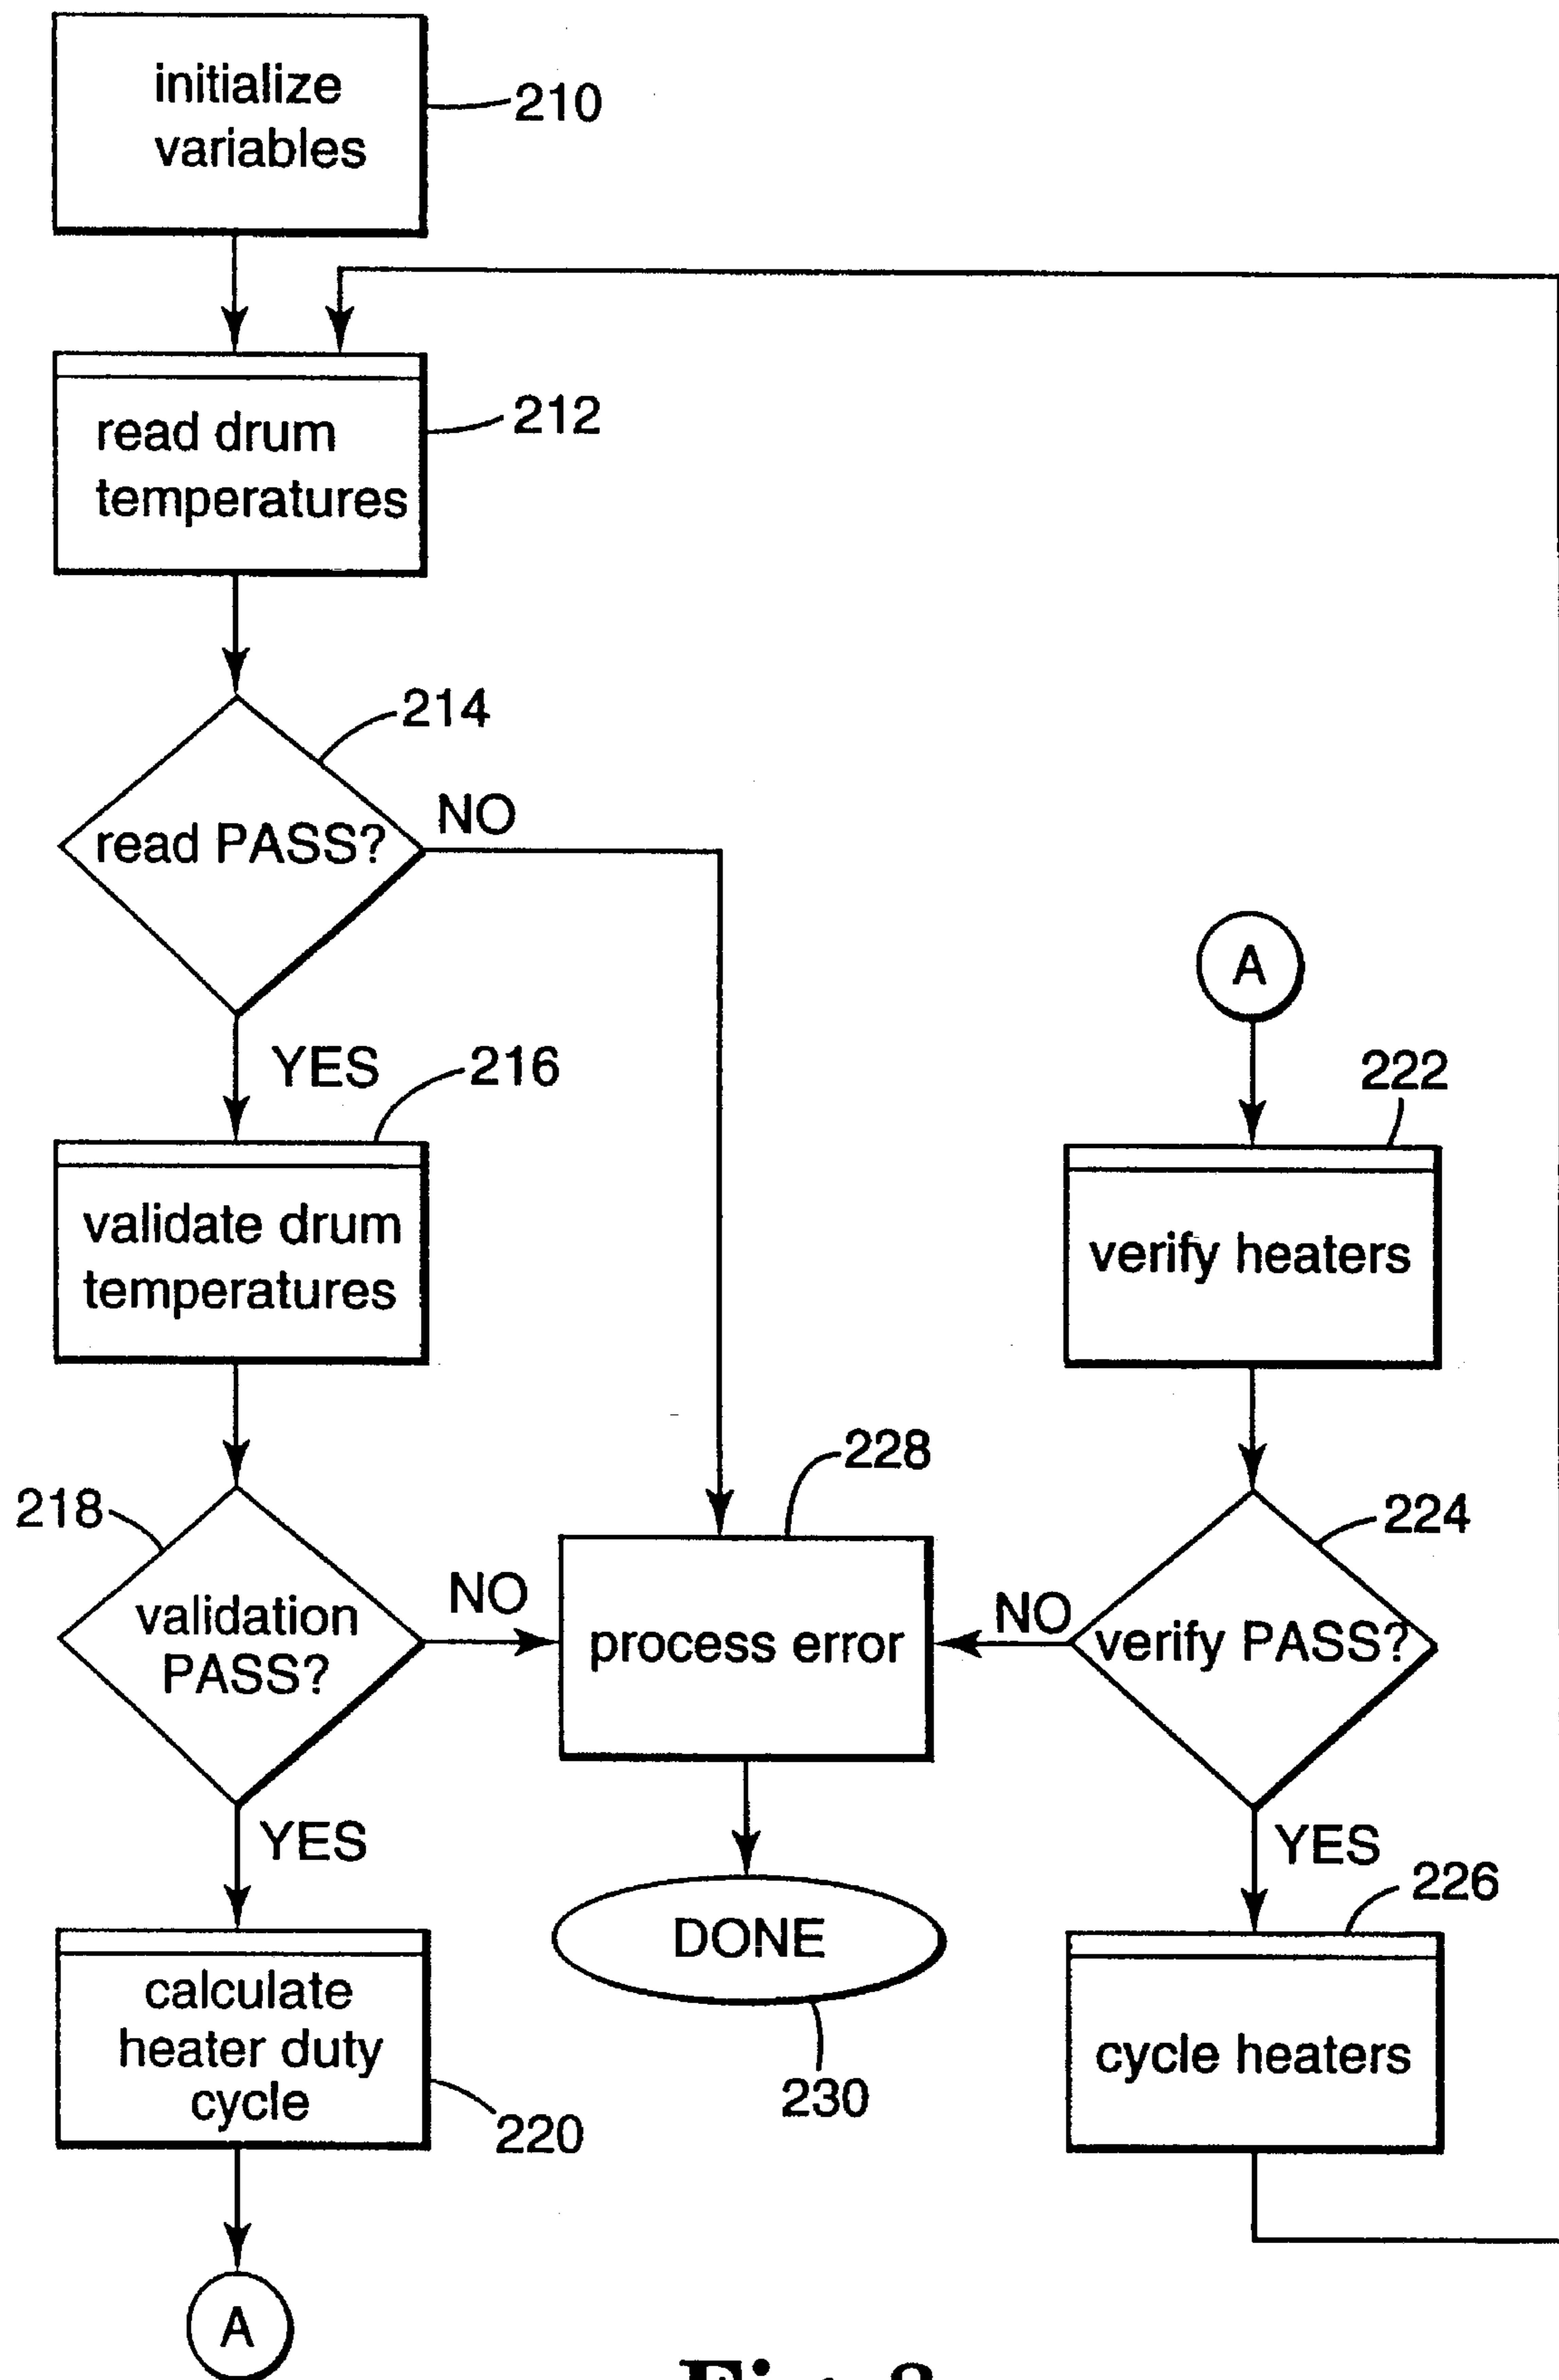 initialize
variables
210
read drum
temperatures
212
214
read PASS?
NO
YES
216
validate drum
temperatures
218
validation
PASS?
NO
YES
calculate
heater duty
cycle
220
A
228
process error
DONE
230
A
222
verify heaters
224
NO
verify PASS?
YES
226
cycle heaters